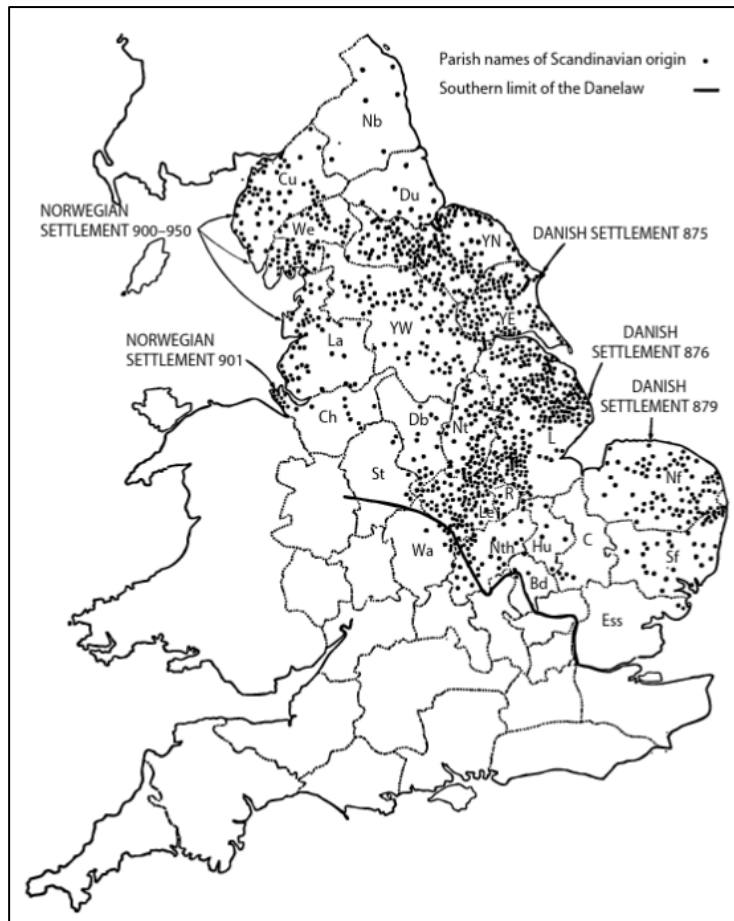 Parish names of Scandinavian origin
Southern limit of the Danelaw
Nb
Cu
Du
NORWEGIAN
SETTLEMENT 900–950
We
YN
DANISH SETTLEMENT 875
YE
La
YW
NORWEGIAN
SETTLEMENT 901
DANISH
SETTLEMENT 876
DANISH
SETTLEMENT 879
Ch
Db
Nt
L
St
Nf
R
Le
Wa
Nth
Hu
C
Sf
Bd
Ess